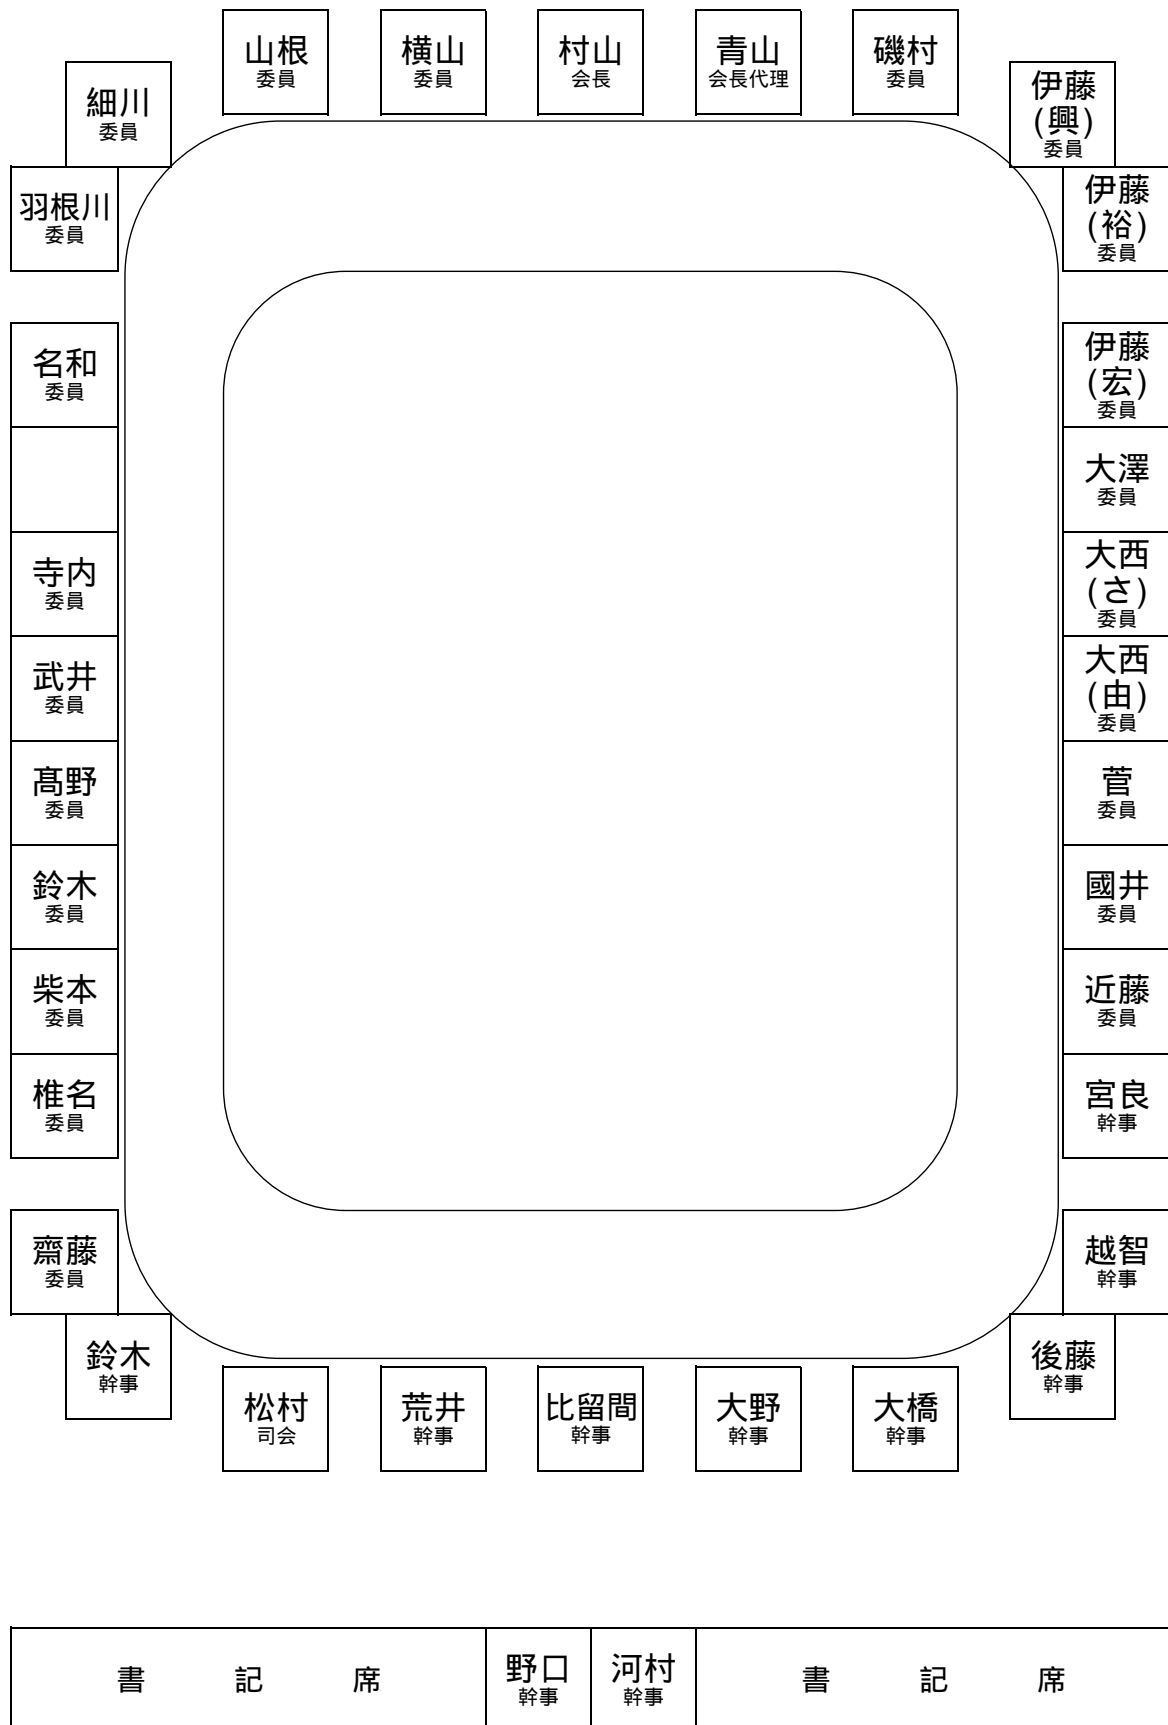 山根
委員
横山
委員
村山
会長
青山
会長代理
磯村
委員
細川
委員
伊藤
(興)
委員
羽根川
委員
伊藤
(裕)
委員
名和
委員
伊藤
(宏)
委員
大澤
委員
寺内
委員
大西
(さ)
委員
武井
委員
大西
(由)
委員
髙野
委員
菅
委員
鈴木
委員
國井
委員
柴本
委員
近藤
委員
椎名
委員
宮良
幹事
齋藤
委員
越智
幹事
鈴木
幹事
後藤
幹事
松村
司会
荒井
幹事
比留間
幹事
大野
幹事
大橋
幹事
書 記 席
野口
幹事
河村
幹事
書 記 席